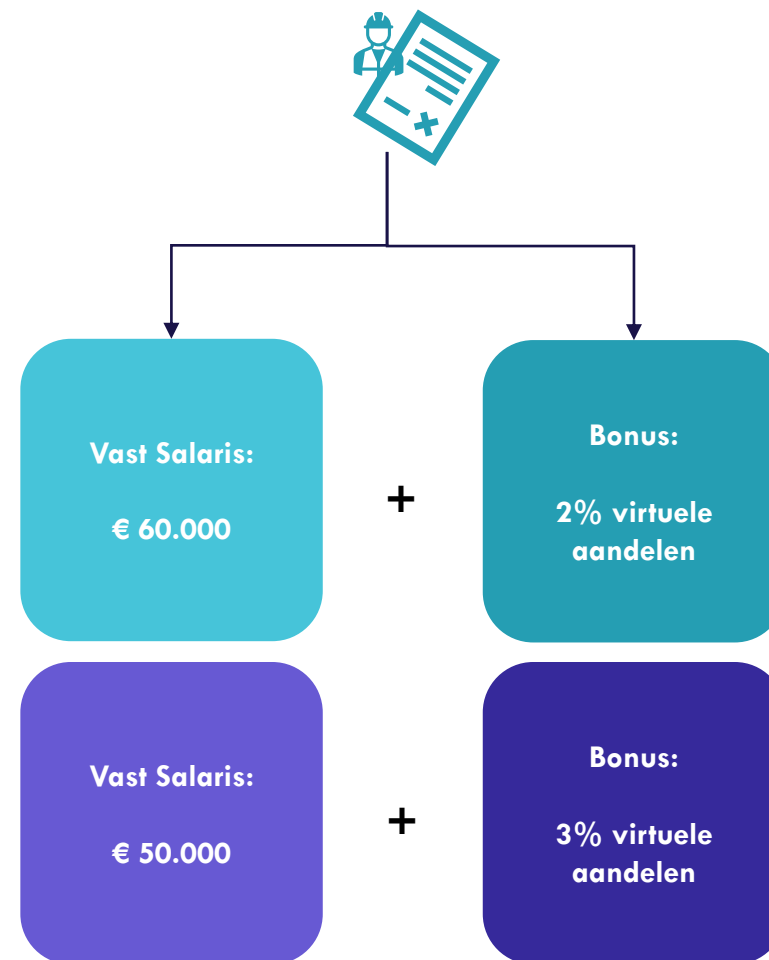 Vast Salaris:
€ 60.000
+
Bonus:
2% virtuele
aandelen
Vast Salaris:
€ 50.000
+
Bonus:
3% virtuele
aandelen